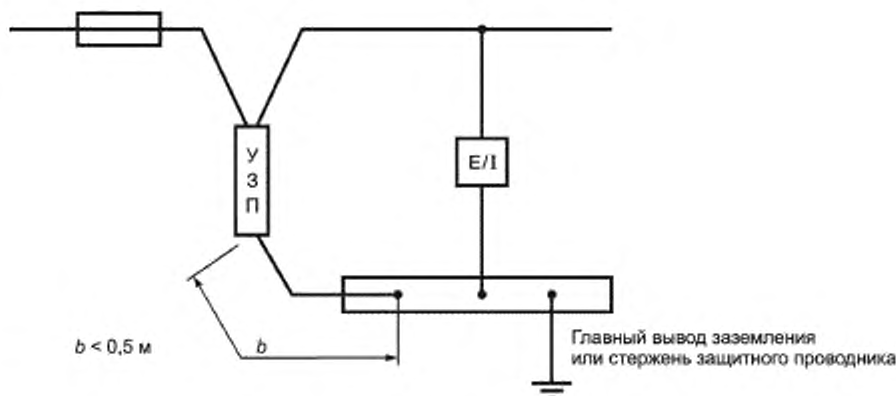 У
З
П
E/I
b < 0,5 м
b
Главный вывод заземления
или стержень защитного проводника